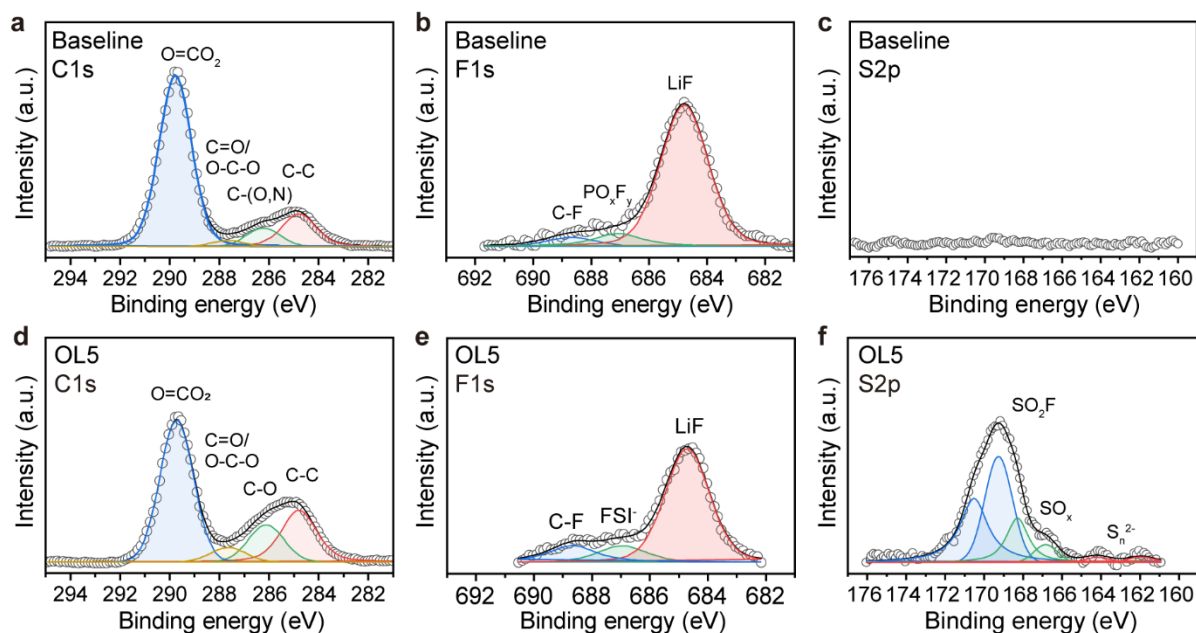 a
Baseline
C1s
O=CO₂
C=O/
O-C-O
C-(O,N)
C-C
Intensity (a.u.)
294 292 290 288 286 284 282
Binding energy (eV)
b
Baseline
F1s
LiF
POₓFᵧ
C-F
Intensity (a.u.)
692 690 688 686 684 682
Binding energy (eV)
c
Baseline
S2p
Intensity (a.u.)
176 174 172 170 168 166 164 162 160
Binding energy (eV)
d
OL5
C1s
O=CO₂
C=O/
O-C-O
C-O
C-C
Intensity (a.u.)
294 292 290 288 286 284 282
Binding energy (eV)
e
OL5
F1s
LiF
C-F
FSI⁻
Intensity (a.u.)
692 690 688 686 684 682
Binding energy (eV)
f
OL5
S2p
SO₂F
SOₓ
Sₙ²⁻
Intensity (a.u.)
176 174 172 170 168 166 164 162 160
Binding energy (eV)